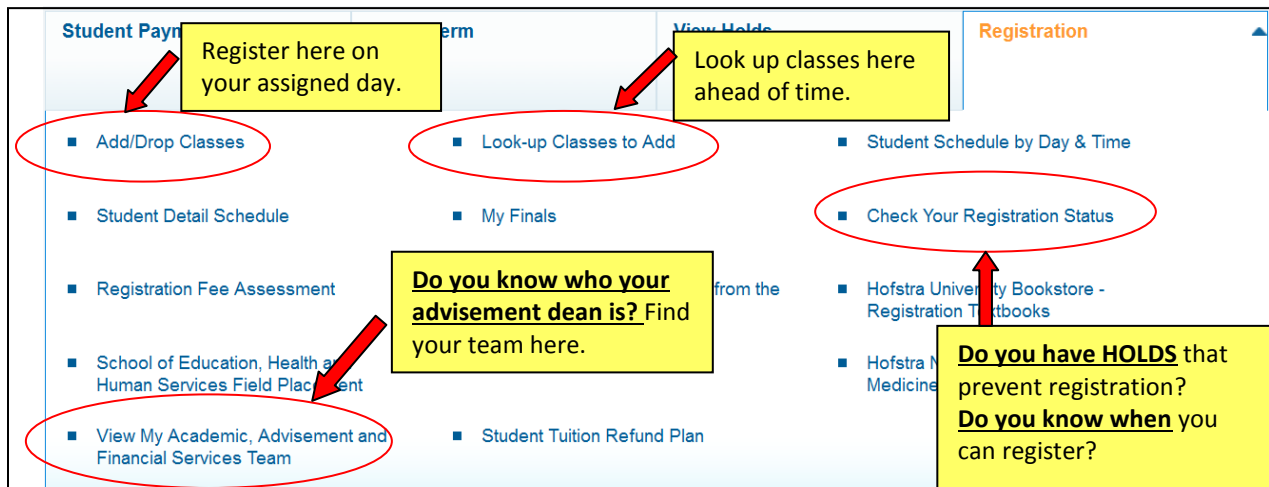 Student Paym
erm
View Holds
Registration
Register here on
your assigned day.
Look up classes here
ahead of time.
Add/Drop Classes
Look-up Classes to Add
Student Schedule by Day & Time
Student Detail Schedule
My Finals
Check Your Registration Status
Do you know who your
advisement dean is? Find
your team here.
Registration Fee Assessment
from the
Hofstra University Bookstore -
Registration Textbooks
School of Education, Health a
Human Services Field Placement
Hofstra N
Medicine
Do you have HOLDS that
prevent registration?
Do you know when you
can register?
View My Academic, Advisement and
Financial Services Team
Student Tuition Refund Plan